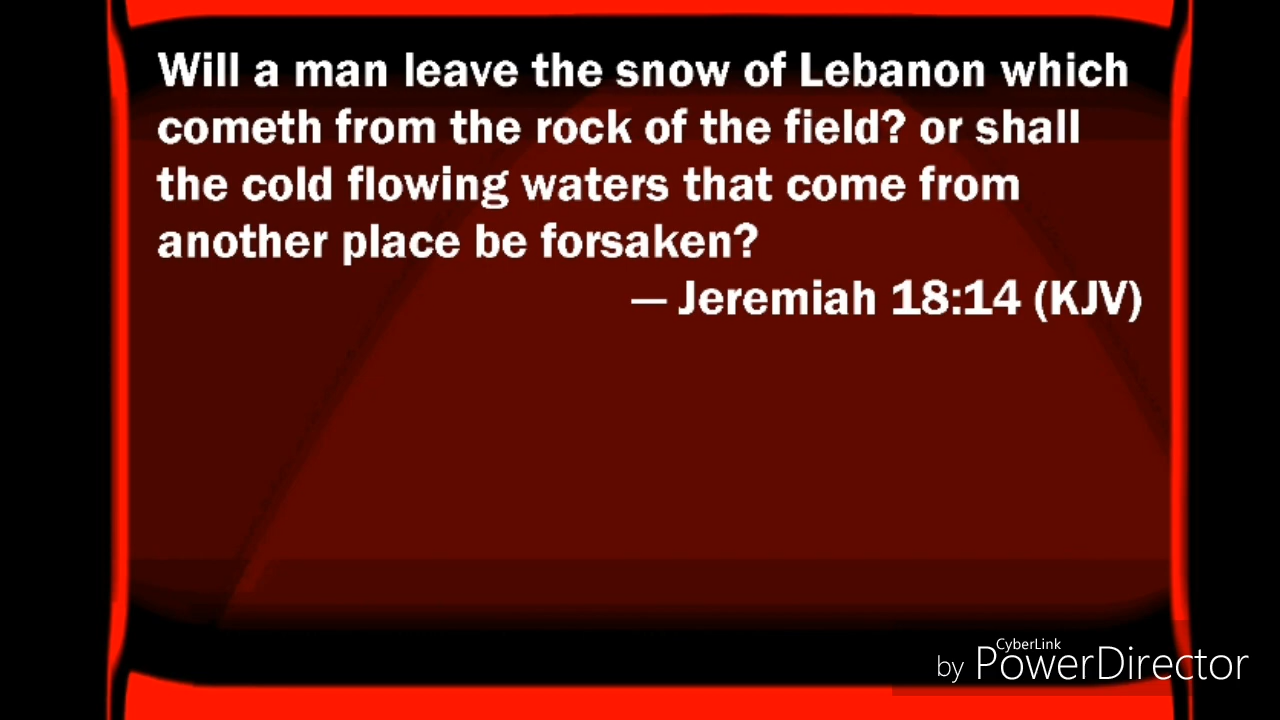 Will a man leave the snow of Lebanon which
cometh from the rock of the field? or shall
the cold flowing waters that come from
another place be forsaken?
— Jeremiah 18:14 (KJV)
CyberLink
by PowerDirector